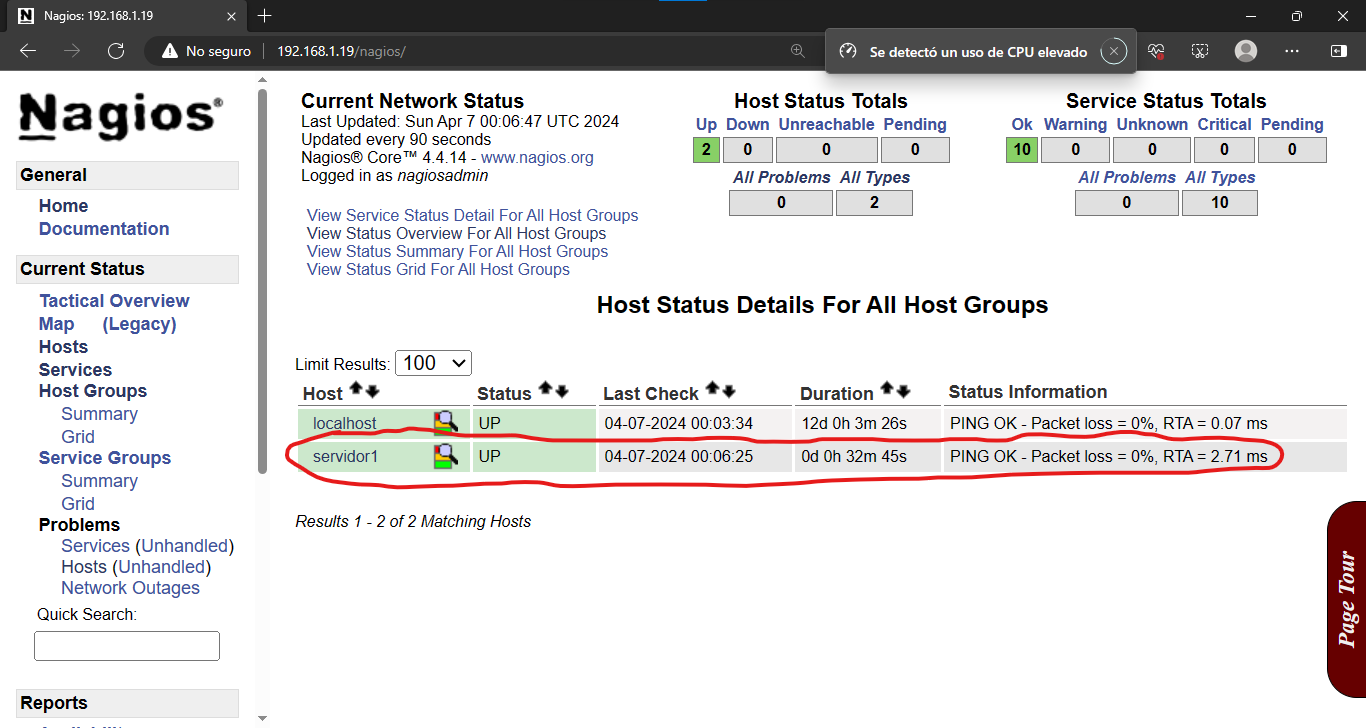 Nagios: 192.168.1.19
No seguro
192.168.1.19/nagios/
Se detectó un uso de CPU elevado
Nagios®
General
Home
Documentation
Current Status
Tactical Overview
Map (Legacy)
Hosts
Services
Host Groups
Summary
Grid
Service Groups
Summary
Grid
Problems
Services (Unhandled)
Hosts (Unhandled)
Network Outages
Quick Search:
Reports
Current Network Status
Last Updated: Sun Apr 7 00:06:47 UTC 2024
Updated every 90 seconds
Nagios® Core™ 4.4.14 - www.nagios.org
Logged in as nagiosadmin
View Service Status Detail For All Host Groups
View Status Overview For All Host Groups
View Status Summary For All Host Groups
View Status Grid For All Host Groups
Host Status Totals
Up Down Unreachable Pending
2 0 0 0
All Problems All Types
0 2
Service Status Totals
Ok Warning Unknown Critical Pending
10 0 0 0 0
All Problems All Types
0 10
Host Status Details For All Host Groups
Limit Results: 100
Host Status Last Check Duration Status Information
localhost UP 04-07-2024 00:03:34 12d 0h 3m 26s PING OK - Packet loss = 0%, RTA = 0.07 ms
servidor1 UP 04-07-2024 00:06:25 0d 0h 32m 45s PING OK - Packet loss = 0%, RTA = 2.71 ms
Results 1 - 2 of 2 Matching Hosts
Page Tour